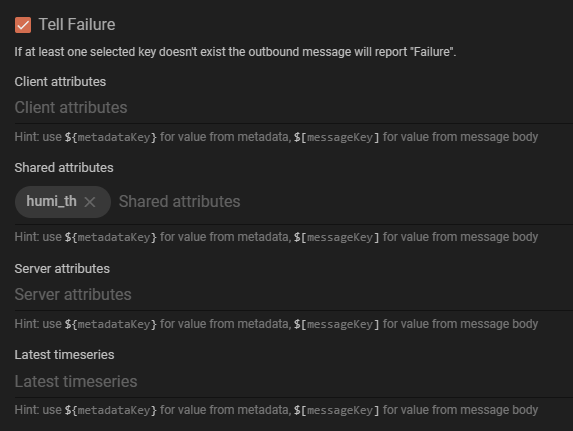 Tell Failure
If at least one selected key doesn't exist the outbound message will report "Failure".
Client attributes
Client attributes
Hint: use ${metadataKey} for value from metadata, $[messageKey] for value from message body
Shared attributes
humi_th × Shared attributes
Hint: use ${metadataKey} for value from metadata, $[messageKey] for value from message body
Server attributes
Server attributes
Hint: use ${metadataKey} for value from metadata, $[messageKey] for value from message body
Latest timeseries
Latest timeseries
Hint: use ${metadataKey} for value from metadata, $[messageKey] for value from message body